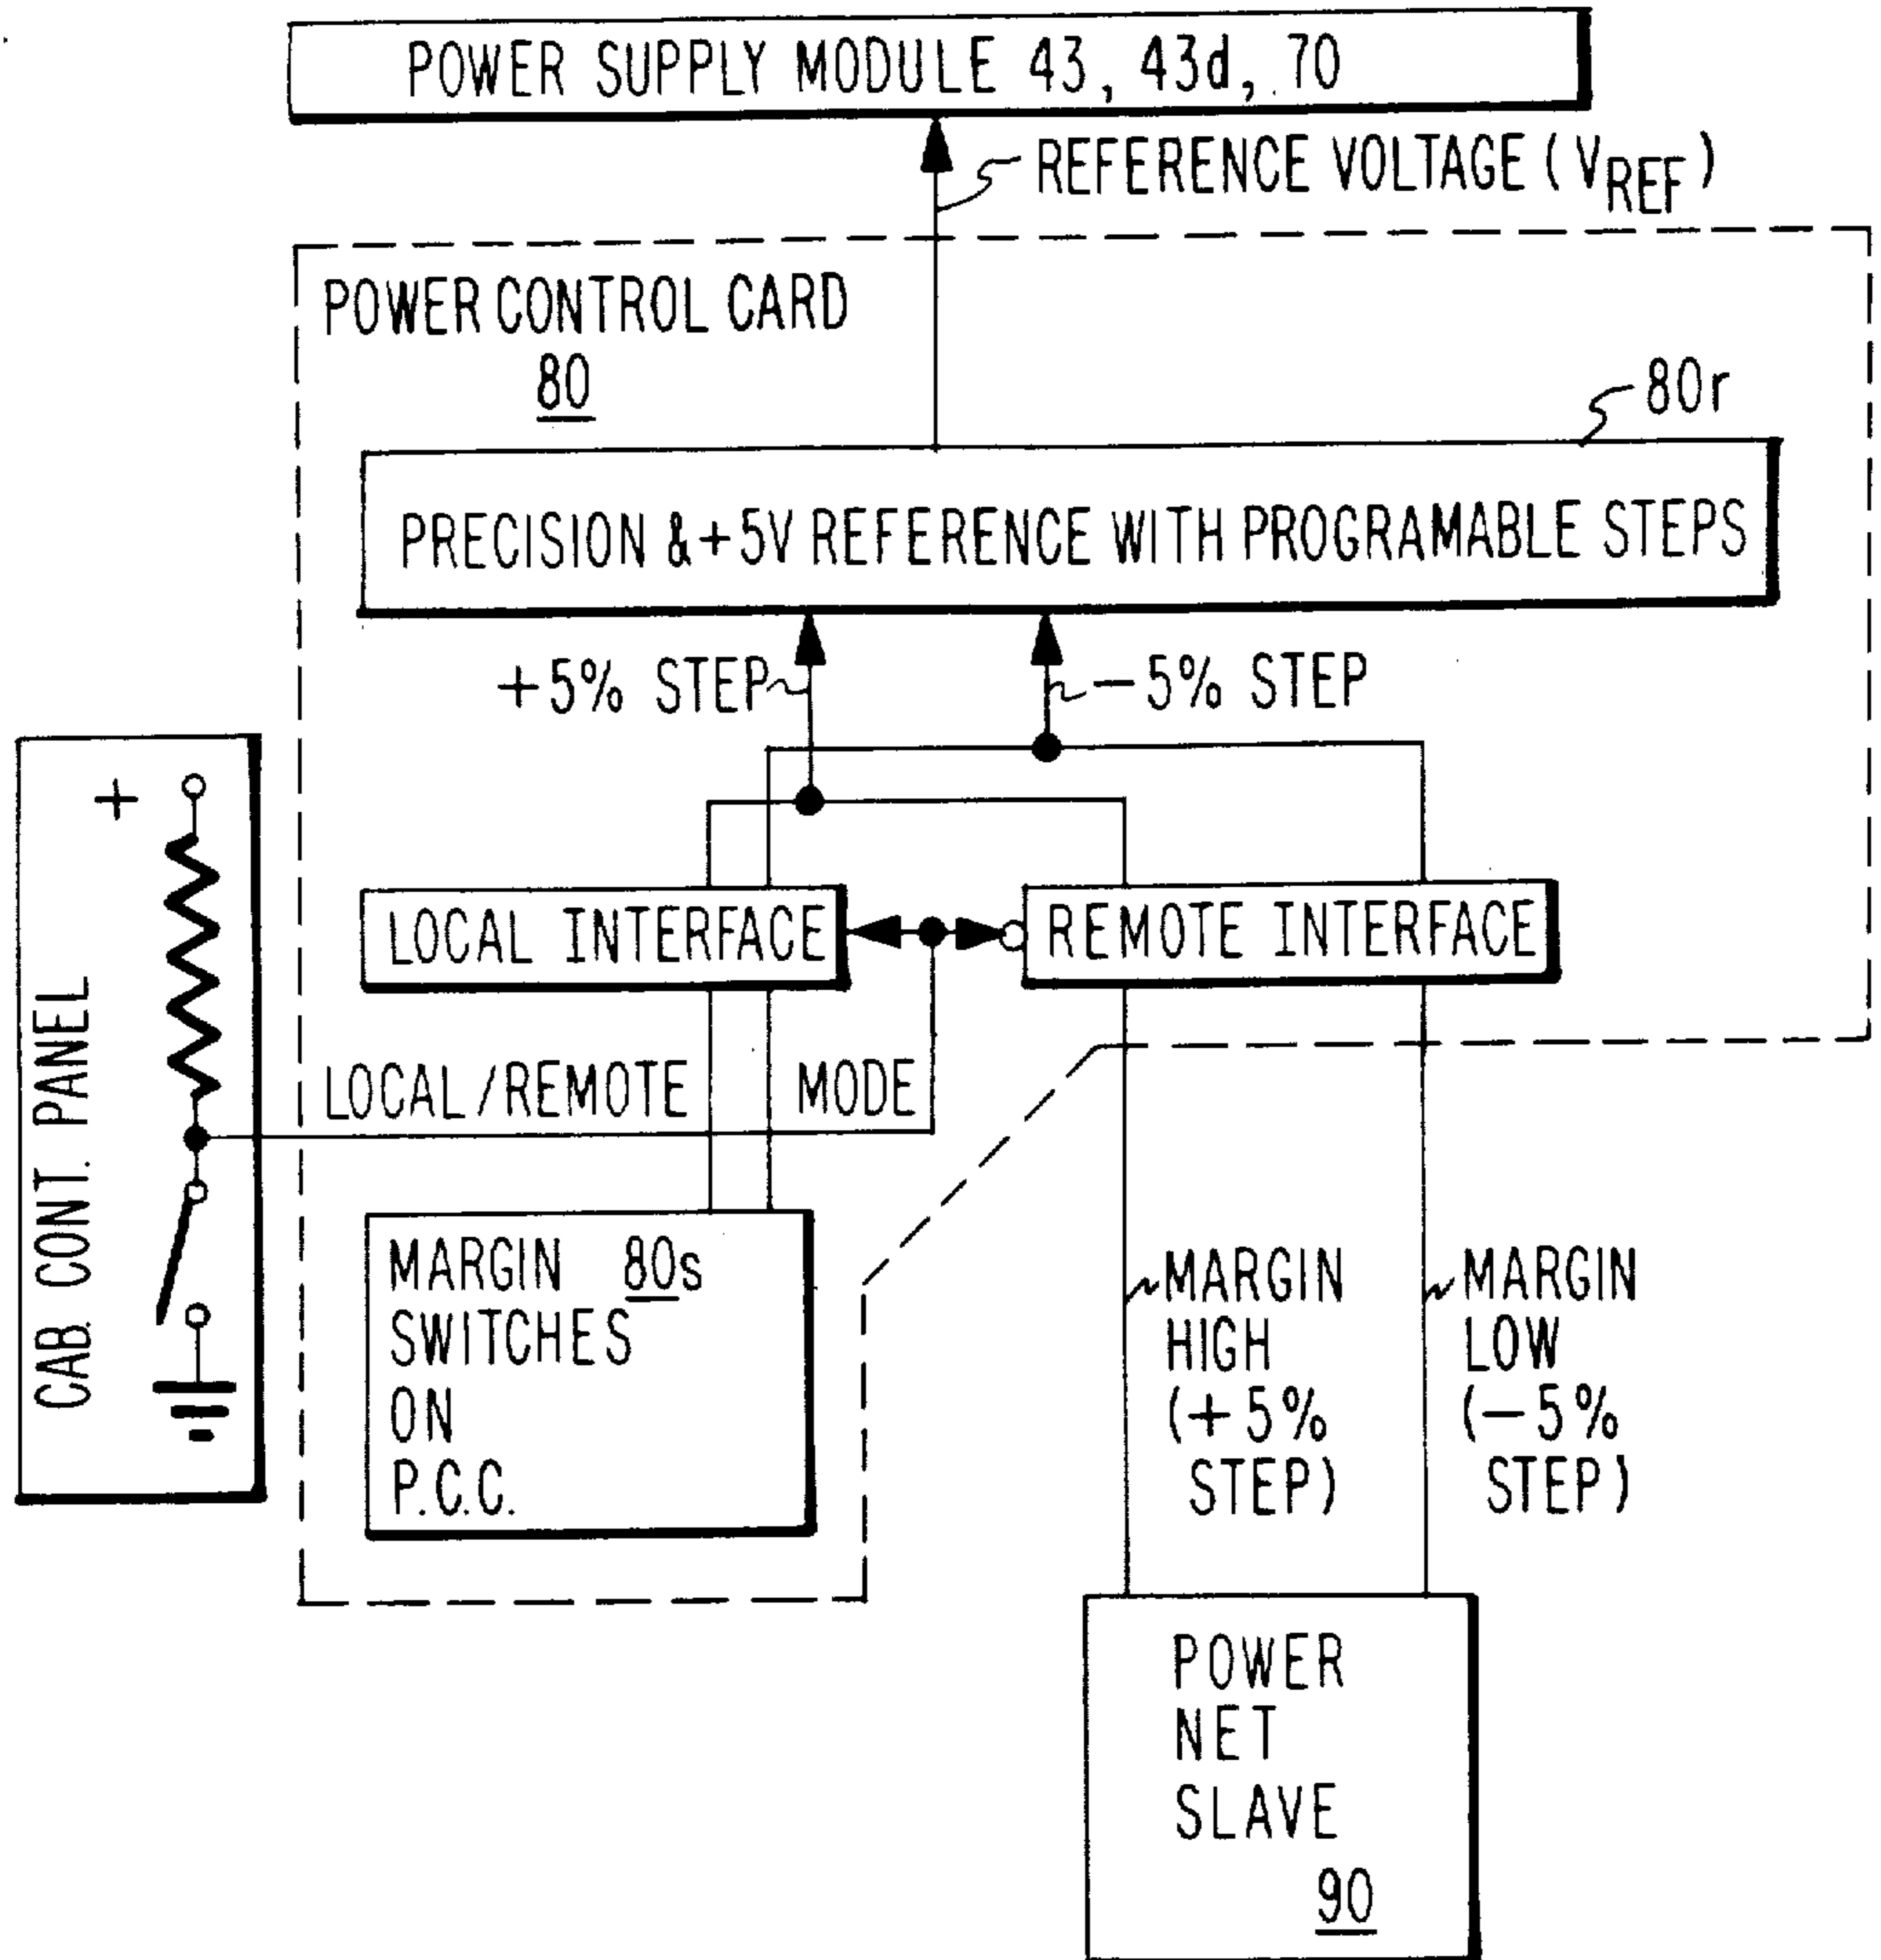 POWER SUPPLY MODULE 43, 43d, 70
REFERENCE VOLTAGE (VREF)
POWER CONTROL CARD
80
80r
PRECISION &+5V REFERENCE WITH PROGRAMABLE STEPS
+5% STEP
-5% STEP
CAB. CONT. PANEL
+
LOCAL INTERFACE
REMOTE INTERFACE
LOCAL/REMOTE MODE
MARGIN 80s
SWITCHES
ON
P.C.C.
MARGIN
HIGH
(+5%
STEP)
MARGIN
LOW
(-5%
STEP)
POWER
NET
SLAVE
90